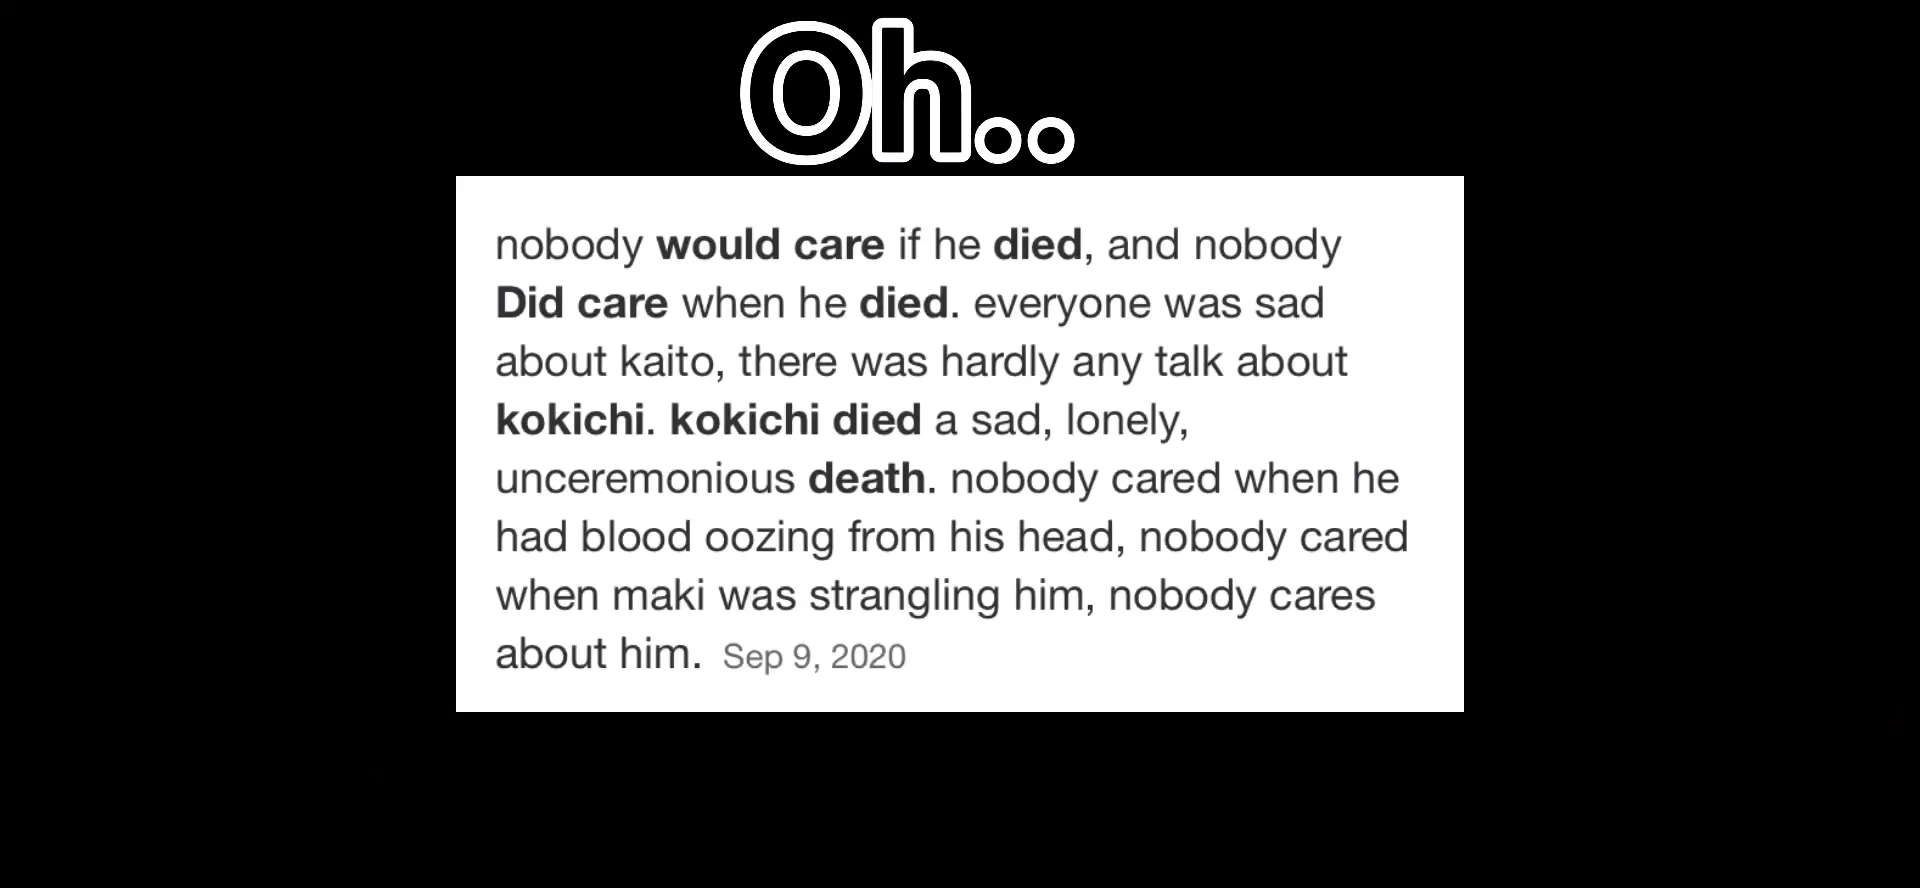 Oh..
nobody would care if he died, and nobody
Did care when he died. everyone was sad
about kaito, there was hardly any talk about
kokichi. kokichi died a sad, lonely,
unceremonious death. nobody cared when he
had blood oozing from his head, nobody cared
when maki was strangling him, nobody cares
about him. Sep 9, 2020